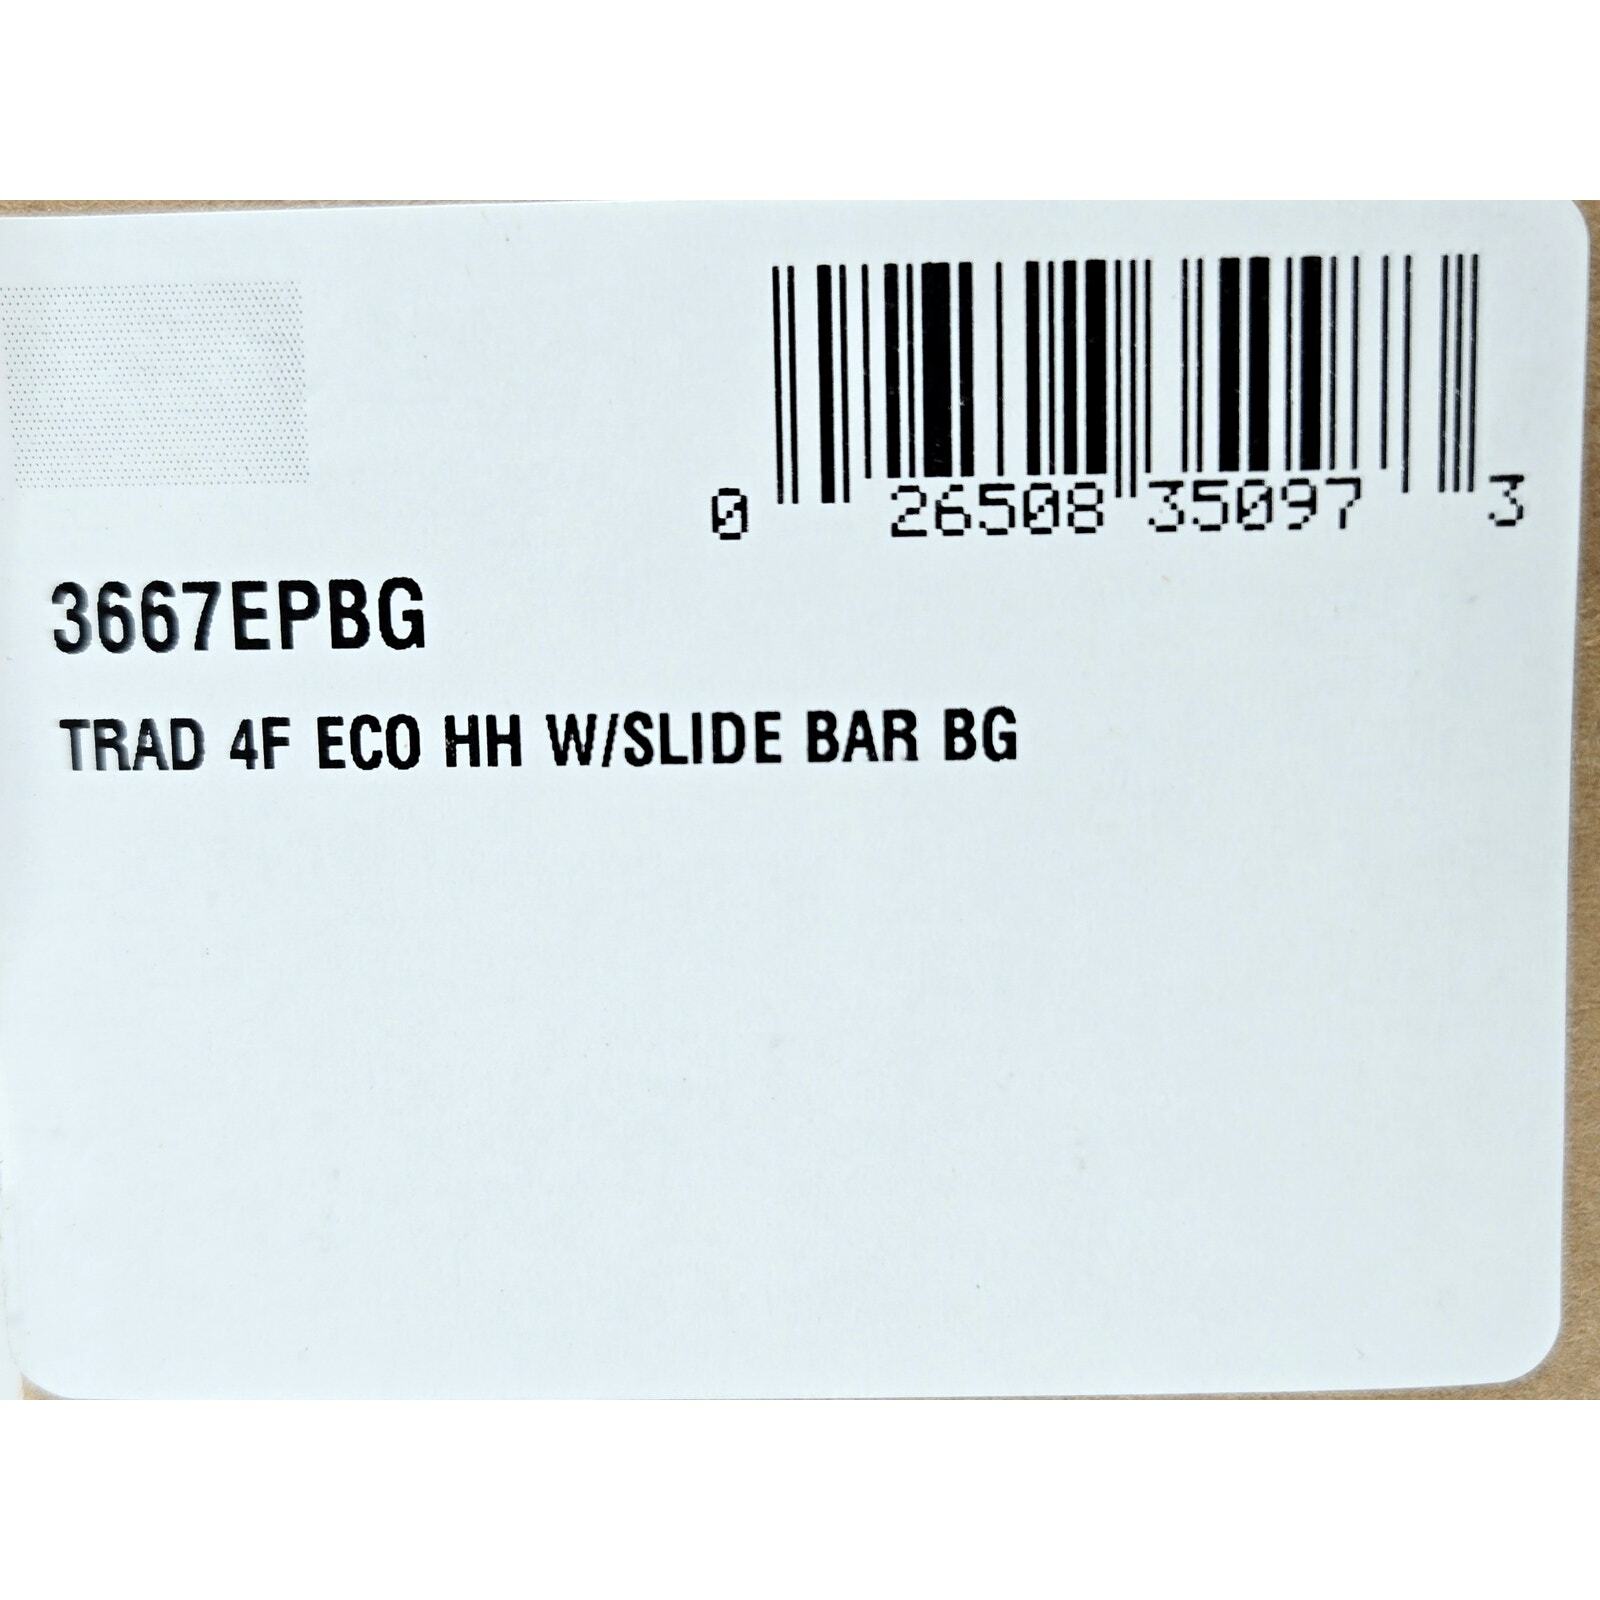 0 26508 35097 3
3667EPBG
TRAD 4F ECO HH W/SLIDE BAR BG